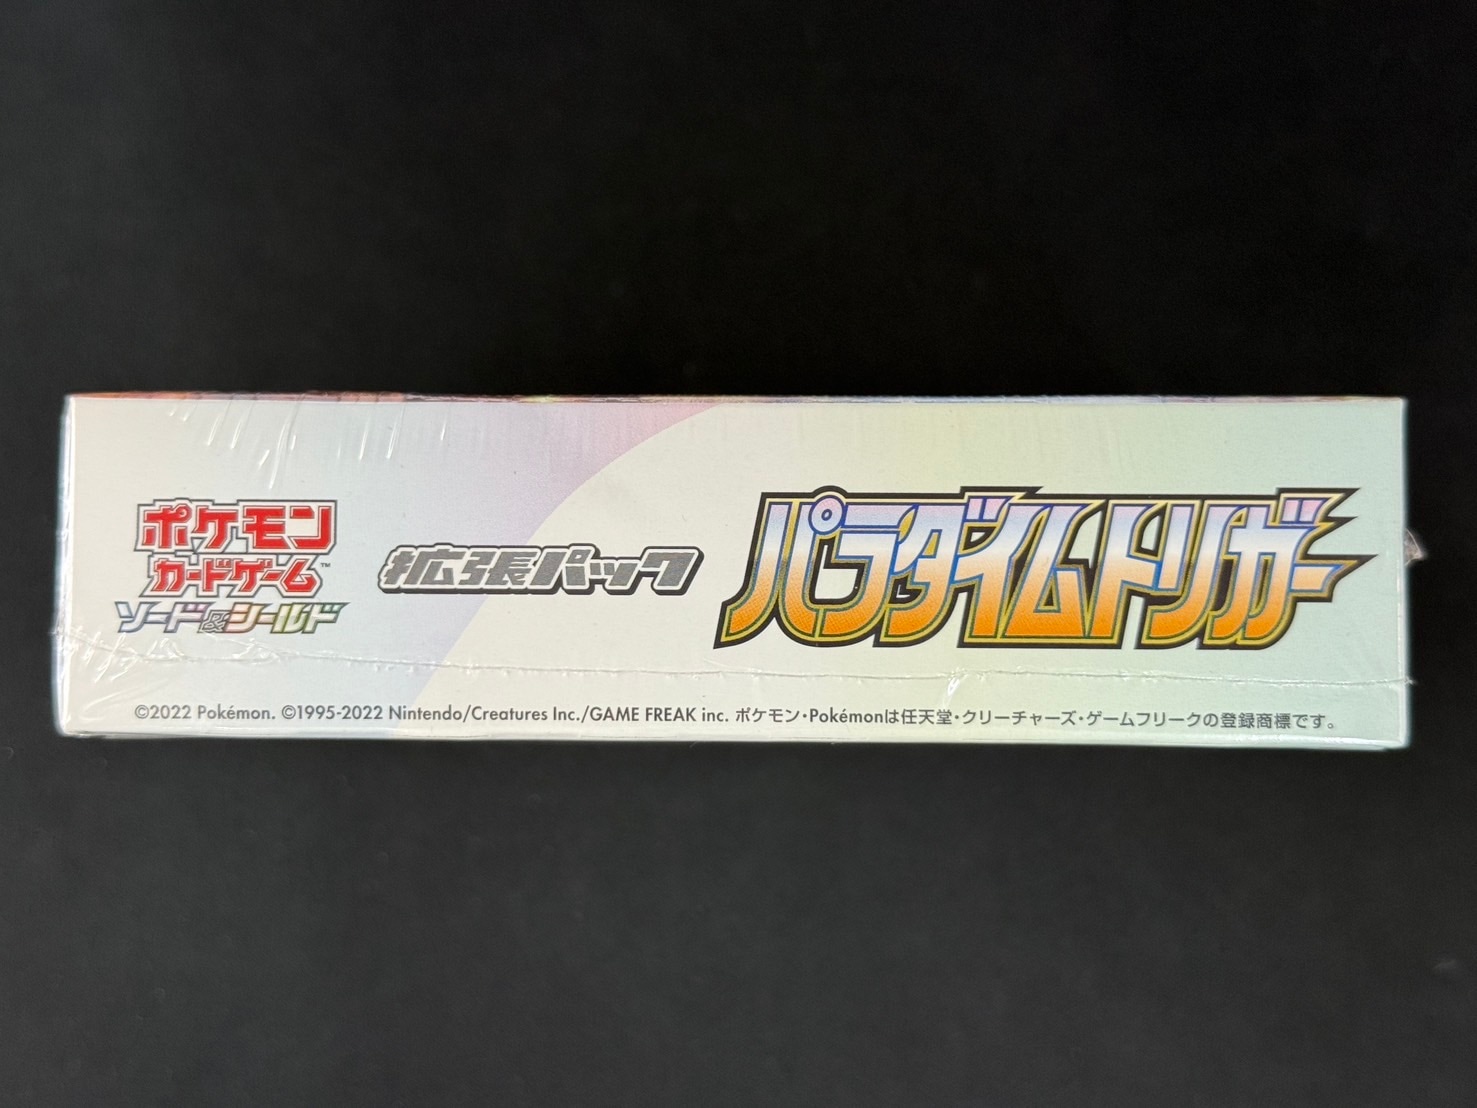 ポケモン
カードゲーム™
ソード&シールド
拡張パック
パラダイムトリガー
©2022 Pokémon. ©1995-2022 Nintendo/Creatures Inc./GAME FREAK inc. ポケモン・Pokémonは任天堂・クリーチャーズ・ゲームフリークの登録商標です。